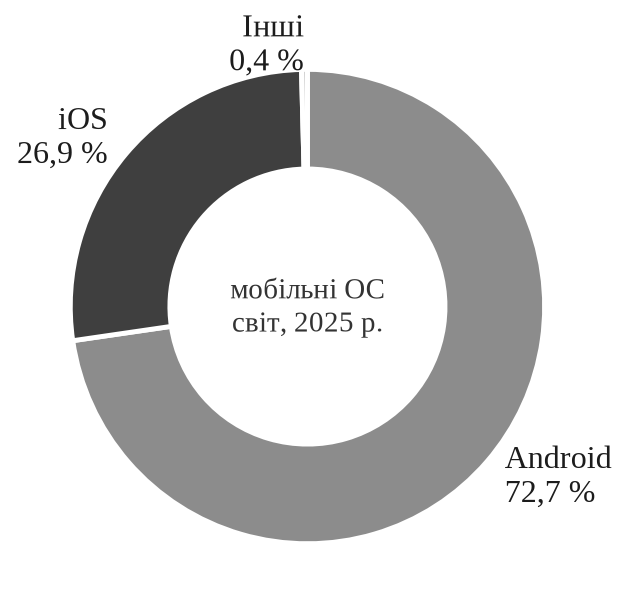 Інші
0,4 %
iOS
26,9 %
мобільні ОС
світ, 2025 р.
Android
72,7 %